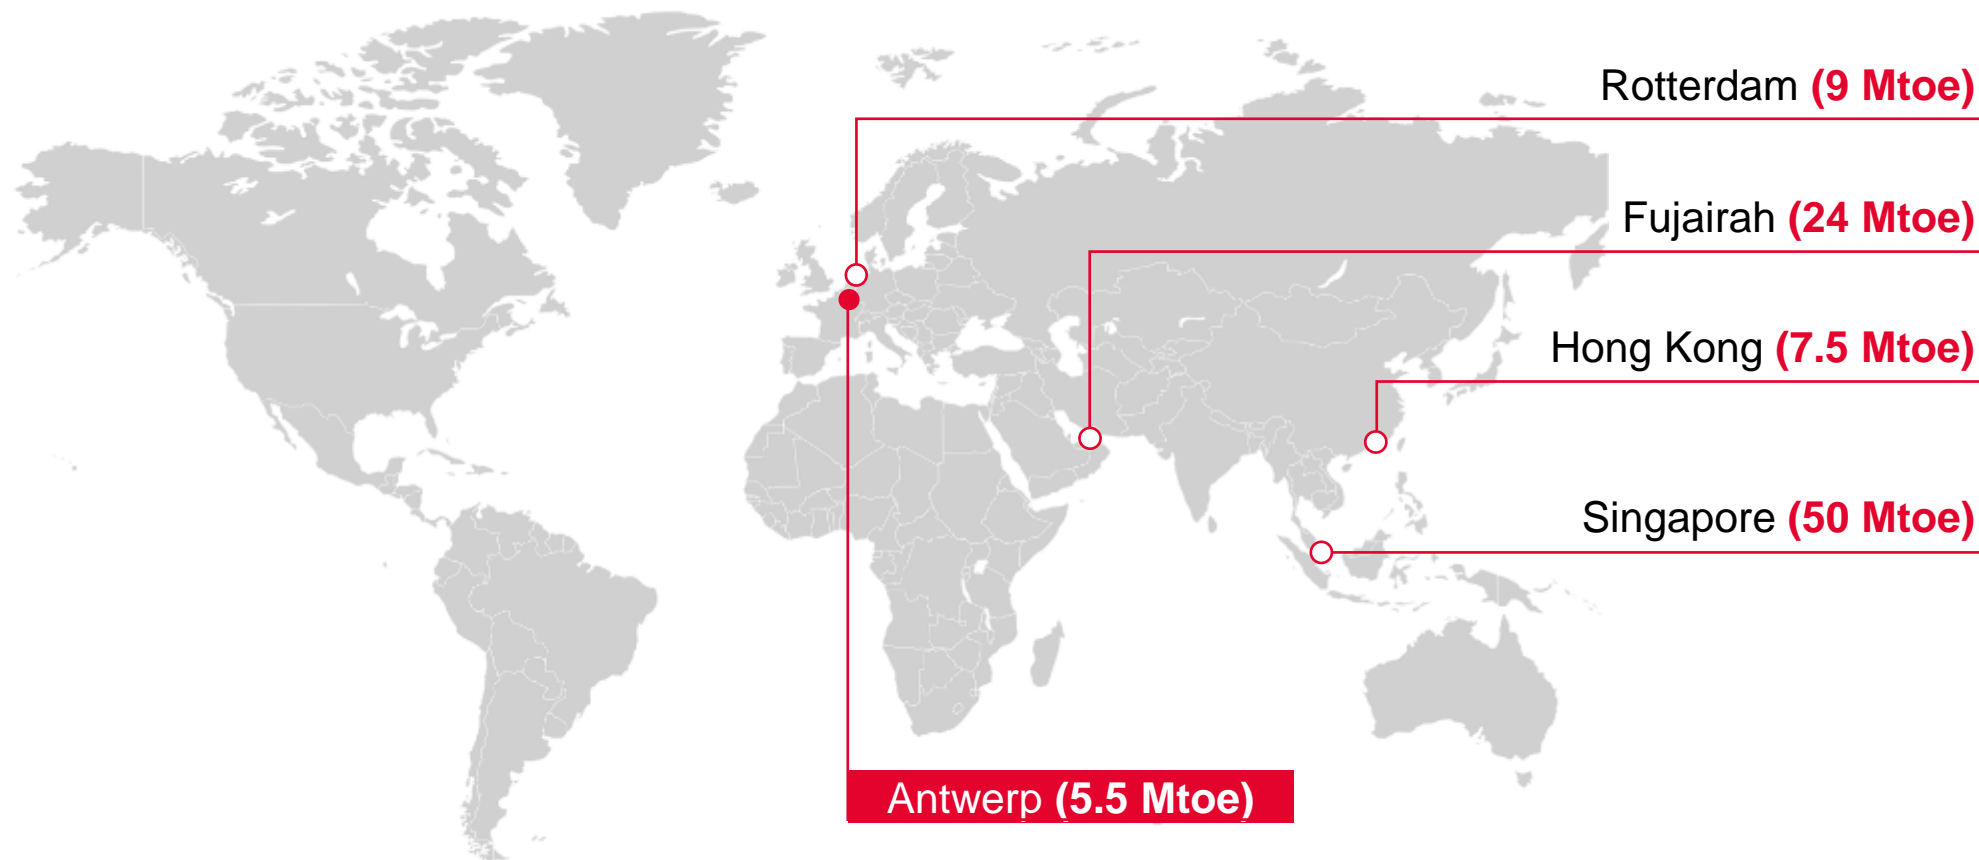 Rotterdam (9 Mtoe)
Fujairah (24 Mtoe)
Hong Kong (7.5 Mtoe)
Singapore (50 Mtoe)
Antwerp (5.5 Mtoe)